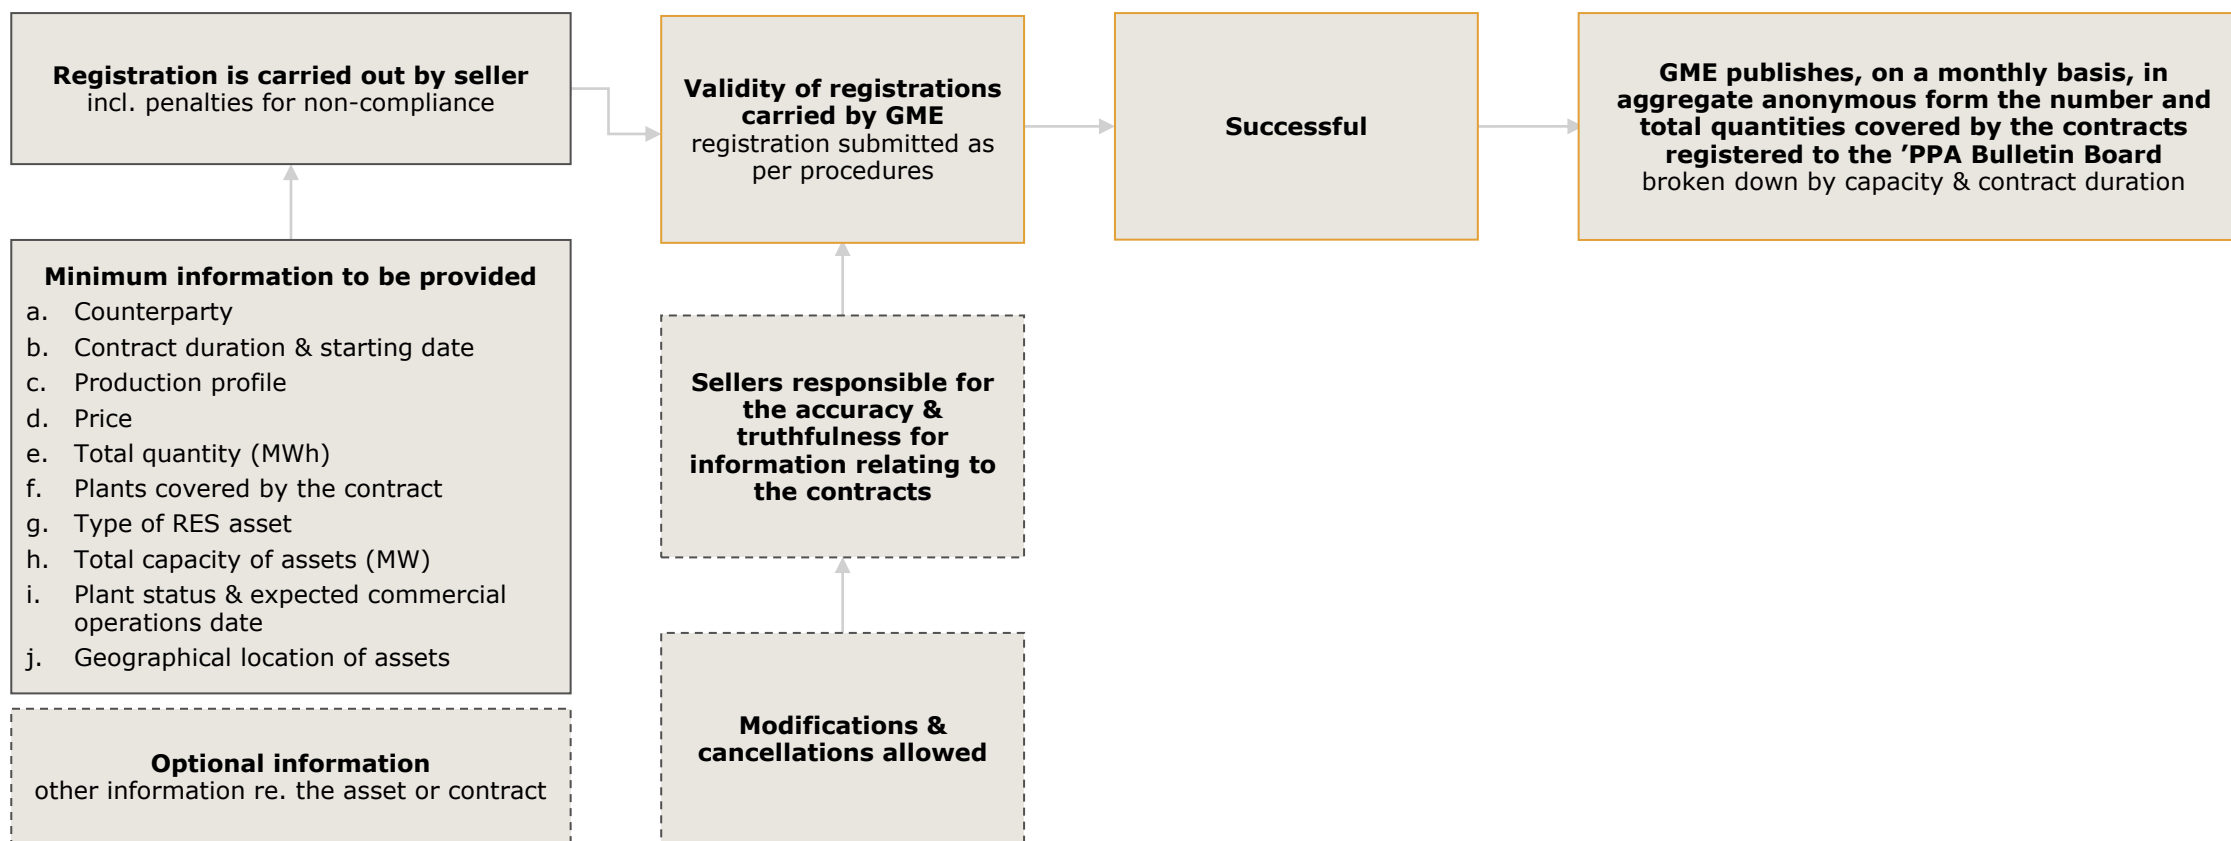 Registration is carried out by seller
incl. penalties for non-compliance
Validity of registrations
carried by GME
registration submitted as
per procedures
Successful
GME publishes, on a monthly basis, in
aggregate anonymous form the number and
total quantities covered by the contracts
registered to the ’PPA Bulletin Board
broken down by capacity & contract duration
Minimum information to be provided
a. Counterparty
b. Contract duration & starting date
c. Production profile
d. Price
e. Total quantity (MWh)
f. Plants covered by the contract
g. Type of RES asset
h. Total capacity of assets (MW)
i. Plant status & expected commercial
operations date
j. Geographical location of assets
Sellers responsible for
the accuracy &
truthfulness for
information relating to
the contracts
Optional information
other information re. the asset or contract
Modifications &
cancellations allowed